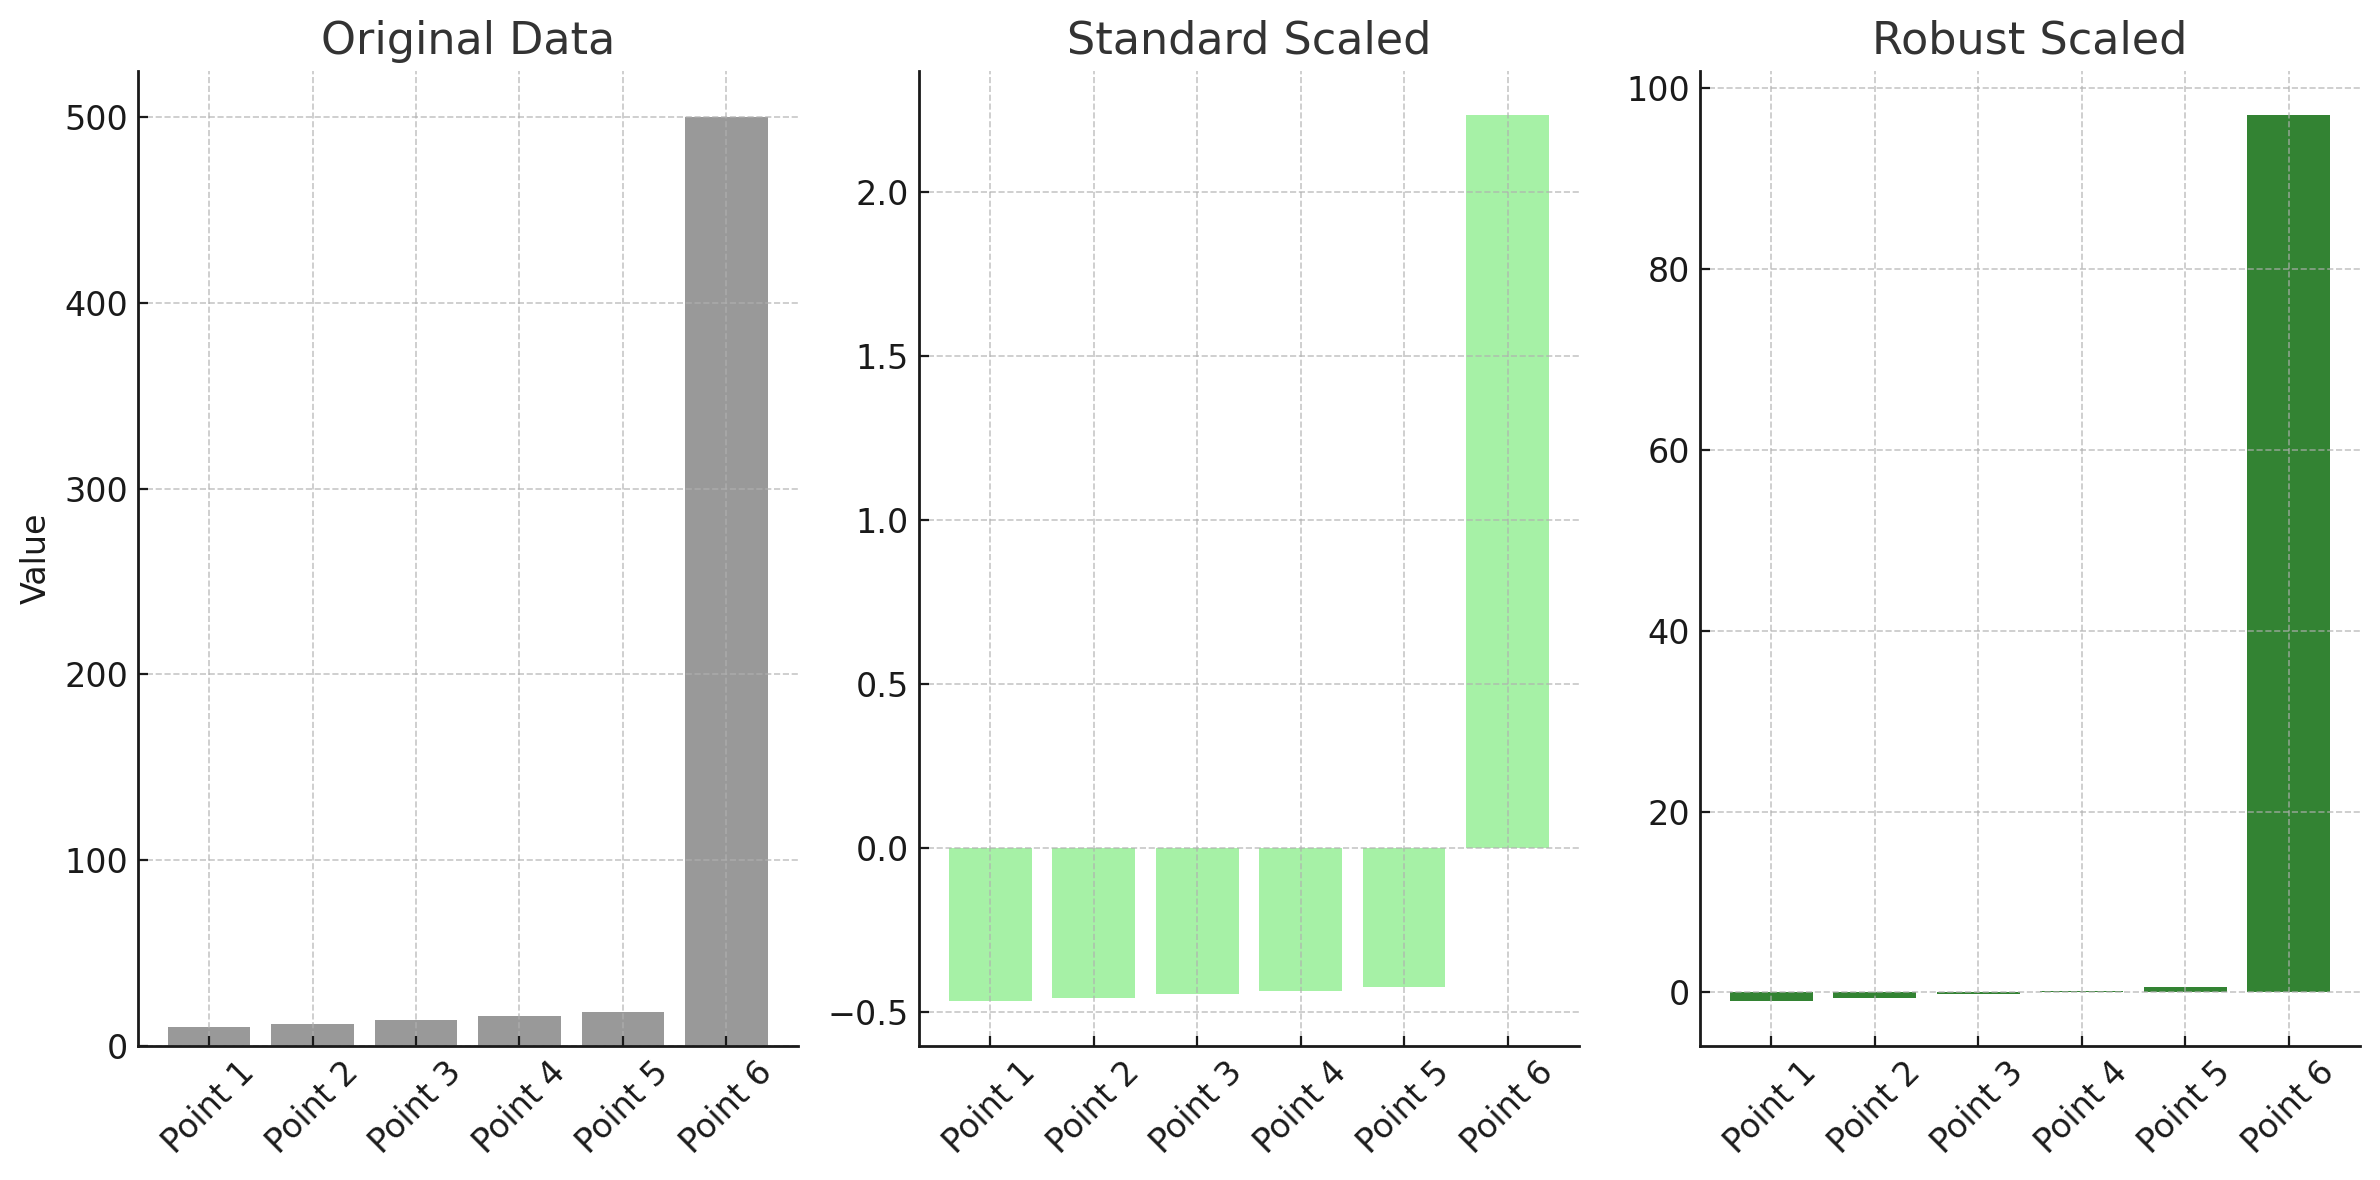 Original Data
Value
500
400
300
200
100
0
Point 1
Point 2
Point 3
Point 4
Point 5
Point 6
Standard Scaled
2.0
1.5
1.0
0.5
0.0
−0.5
Point 1
Point 2
Point 3
Point 4
Point 5
Point 6
Robust Scaled
100
80
60
40
20
0
Point 1
Point 2
Point 3
Point 4
Point 5
Point 6